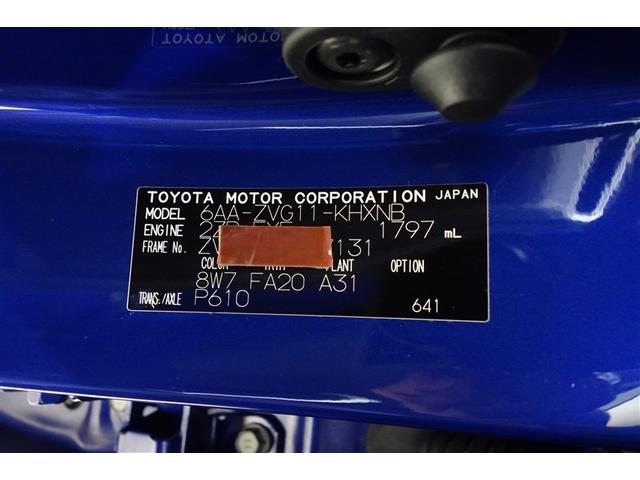 TOYOTA MOTOR CORPORATION JAPAN
MODEL 6AA-ZVG11-KHXNB
ENGINE 1797 mL
FRAME No. 131
COLOR PLANT OPTION
8W7 FA20 A31
TRANS./AXLE P610 641